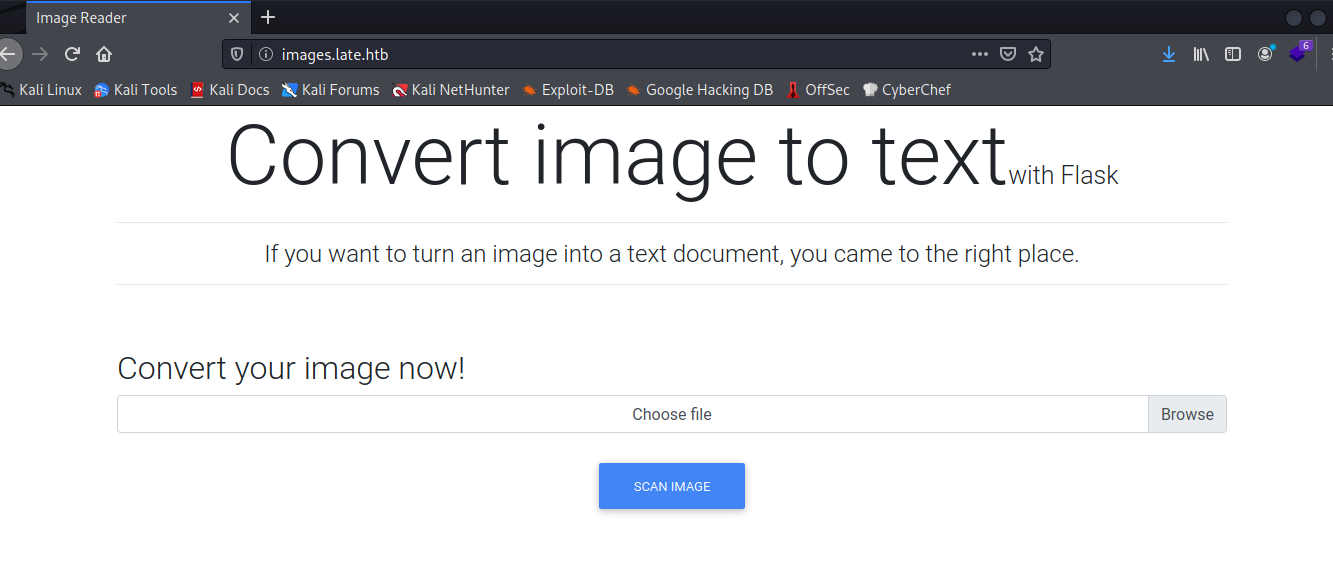 Image Reader
images.late.htb
6
Kali Linux Kali Tools Kali Docs Kali Forums Kali NetHunter Exploit-DB Google Hacking DB OffSec CyberChef
Convert image to text with Flask
If you want to turn an image into a text document, you came to the right place.
Convert your image now!
Choose file Browse
SCAN IMAGE